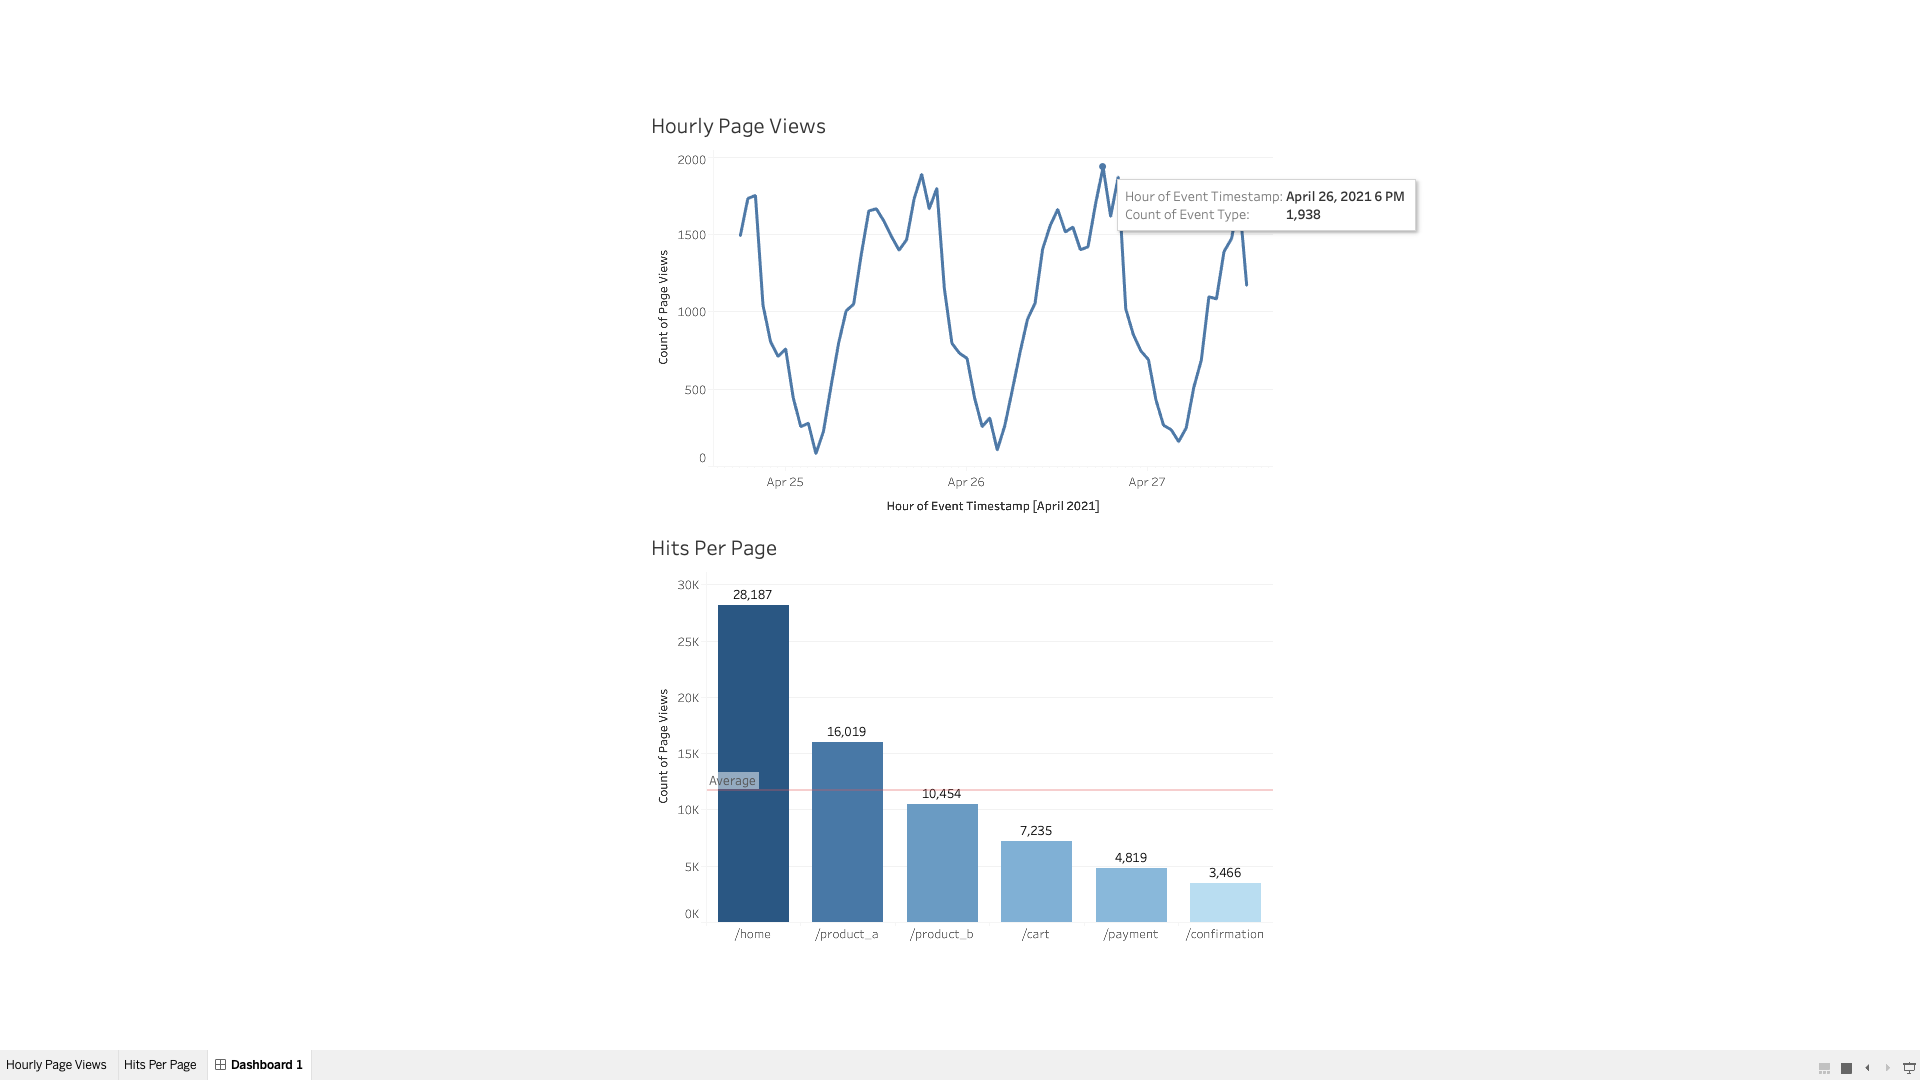 Hourly Page Views
2000
1500
1000
500
0
Count of Page Views
Hour of Event Timestamp: April 26, 2021 6 PM
Count of Event Type: 1,938
Apr 25 Apr 26 Apr 27
Hour of Event Timestamp [April 2021]
Hits Per Page
30K
25K
20K
15K
10K
5K
0K
Count of Page Views
28,187
16,019
Average
10,454
7,235
4,819
3,466
/home /product_a /product_b /cart /payment /confirmation
Hourly Page Views Hits Per Page Dashboard 1